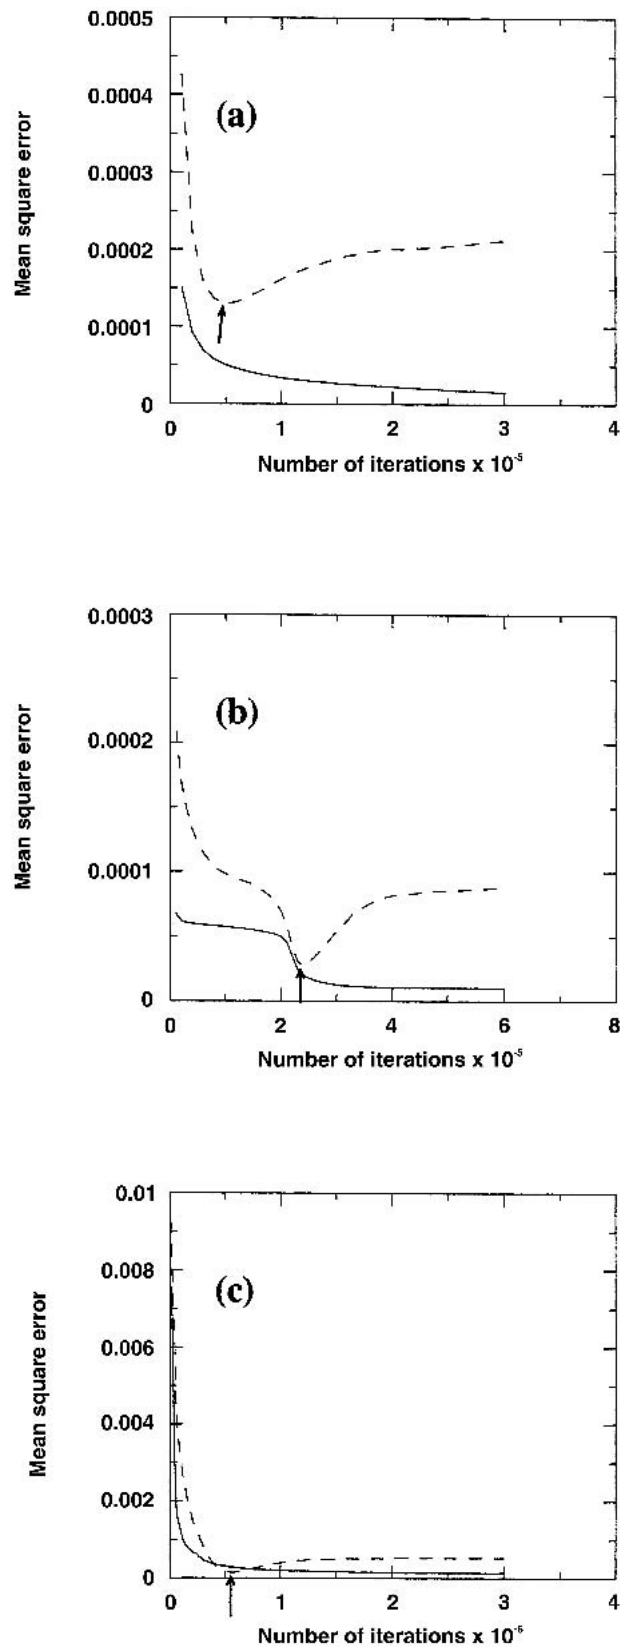 0.0005
0.0004
0.0003
0.0002
0.0001
0
Mean square error
(a)
0 1 2 3 4
Number of iterations x 10⁻⁵
0.0003
0.0002
0.0001
0
Mean square error
(b)
0 2 4 6 8
Number of iterations x 10⁻⁵
0.01
0.008
0.006
0.004
0.002
0
Mean square error
(c)
0 1 2 3 4
Number of iterations x 10⁻⁵